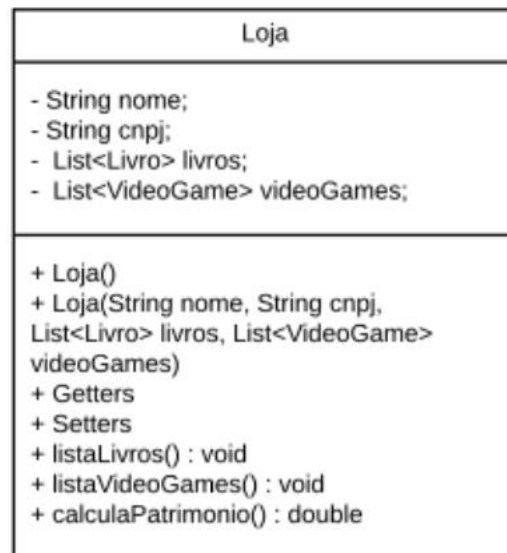 Loja
- String nome;
- String cnpj;
- List<Livro> livros;
- List<VideoGame> videoGames;
+ Loja()
+ Loja(String nome, String cnpj,
List<Livro> livros, List<VideoGame>
videoGames)
+ Getters
+ Setters
+ listaLivros() : void
+ listaVideoGames() : void
+ calculaPatrimonio() : double